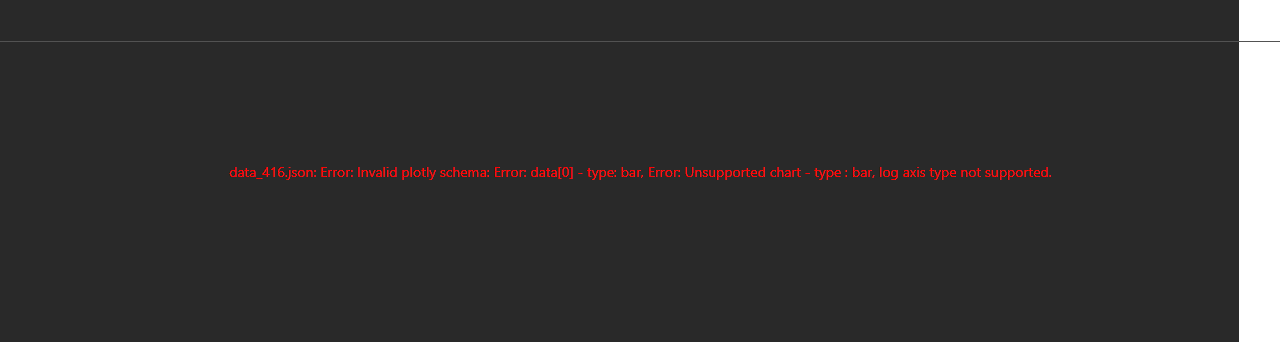 data_416.json: Error: Invalid plotly schema: Error: data[0] - type: bar, Error: Unsupported chart - type : bar, log axis type not supported.